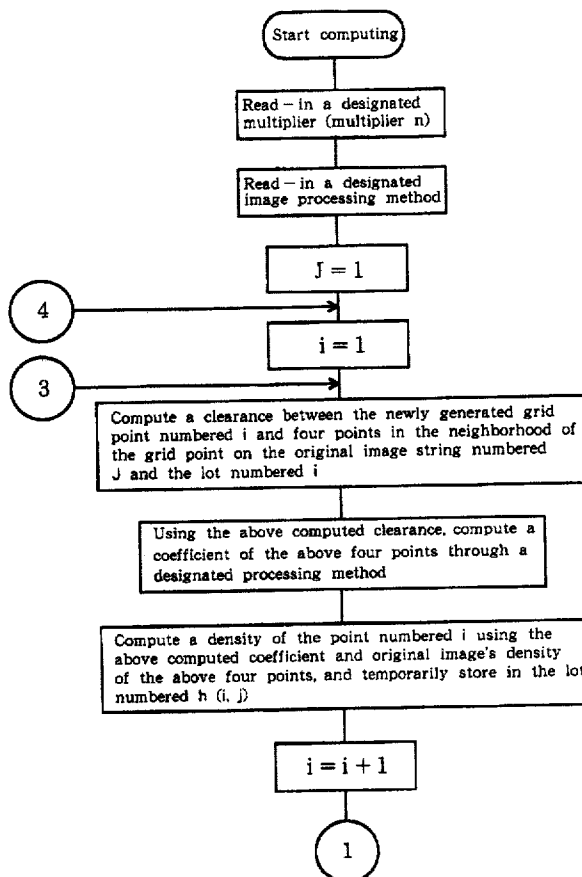 Start computing
Read-in a designated
multiplier (multiplier n)
Read-in a designated
image processing method
J = 1
4
i = 1
3
Compute a clearance between the newly generated grid
point numbered i and four points in the neighborhood of
the grid point on the original image string numbered
J and the lot numbered i
Using the above computed clearance, compute a
coefficient of the above four points through a
designated processing method
Compute a density of the point numbered i using the
above computed coefficient and original image's density
of the above four points, and temporarily store in the lot
numbered h (i, j)
i = i + 1
1